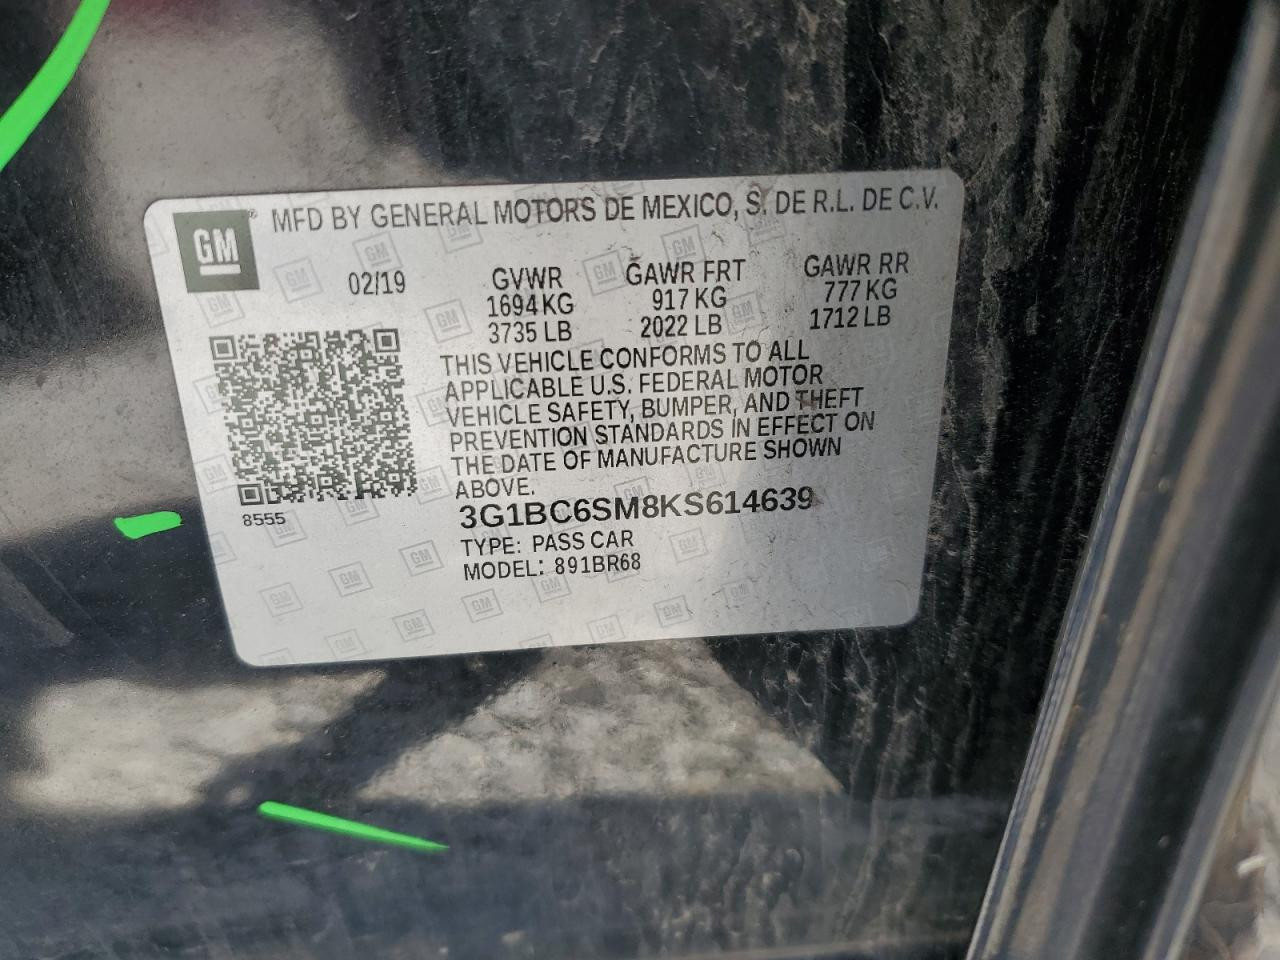 GM® MFD BY GENERAL MOTORS DE MEXICO, S. DE R.L. DE C.V.
02/19 GVWR GAWR FRT GAWR RR
1694 KG 917 KG 777 KG
3735 LB 2022 LB 1712 LB
THIS VEHICLE CONFORMS TO ALL
APPLICABLE U.S. FEDERAL MOTOR
VEHICLE SAFETY, BUMPER, AND THEFT
PREVENTION STANDARDS IN EFFECT ON
THE DATE OF MANUFACTURE SHOWN
ABOVE.
8555
3G1BC6SM8KS614639
TYPE: PASS CAR
MODEL: 891BR68